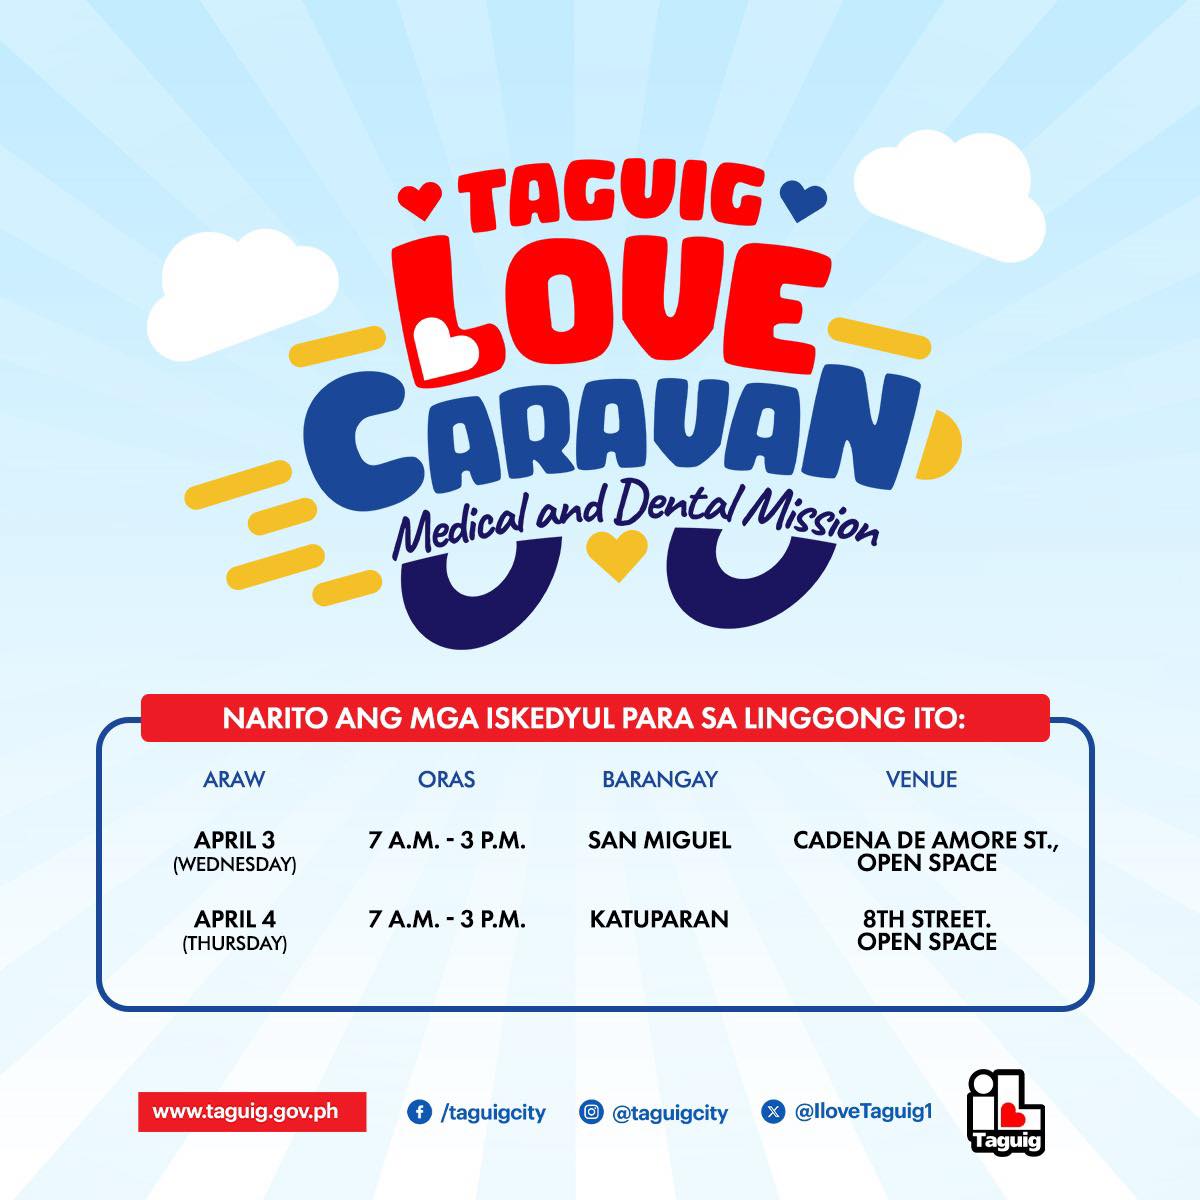 TAGUIG
LOVE
CARAVAN
Medical and Dental Mission
NARITO ANG MGA ISKEDYUL PARA SA LINGGONG ITO:
ARAW ORAS BARANGAY VENUE
APRIL 3 7 A.M. - 3 P.M. SAN MIGUEL CADENA DE AMORE ST.,
(WEDNESDAY) OPEN SPACE
APRIL 4 7 A.M. - 3 P.M. KATUPARAN 8TH STREET.
(THURSDAY) OPEN SPACE
www.taguig.gov.ph /taguigcity @taguigcity @IloveTaguig1
iL
Taguig